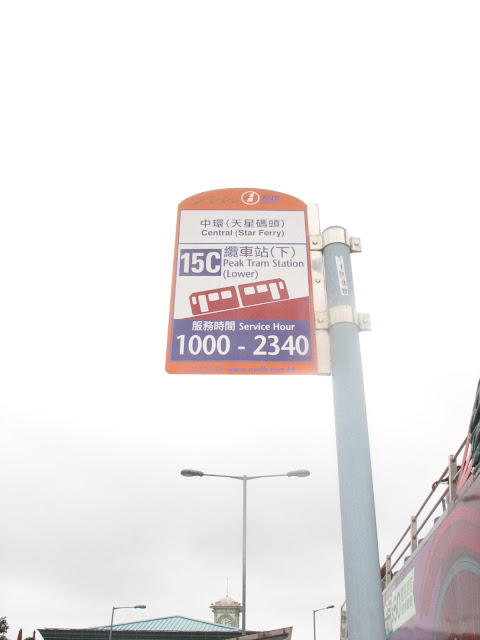 中環(天星碼頭)
Central (Star Ferry)
15C
纜車站(下)
Peak Tram Station
(Lower)
服務時間 Service Hour
1000 - 2340